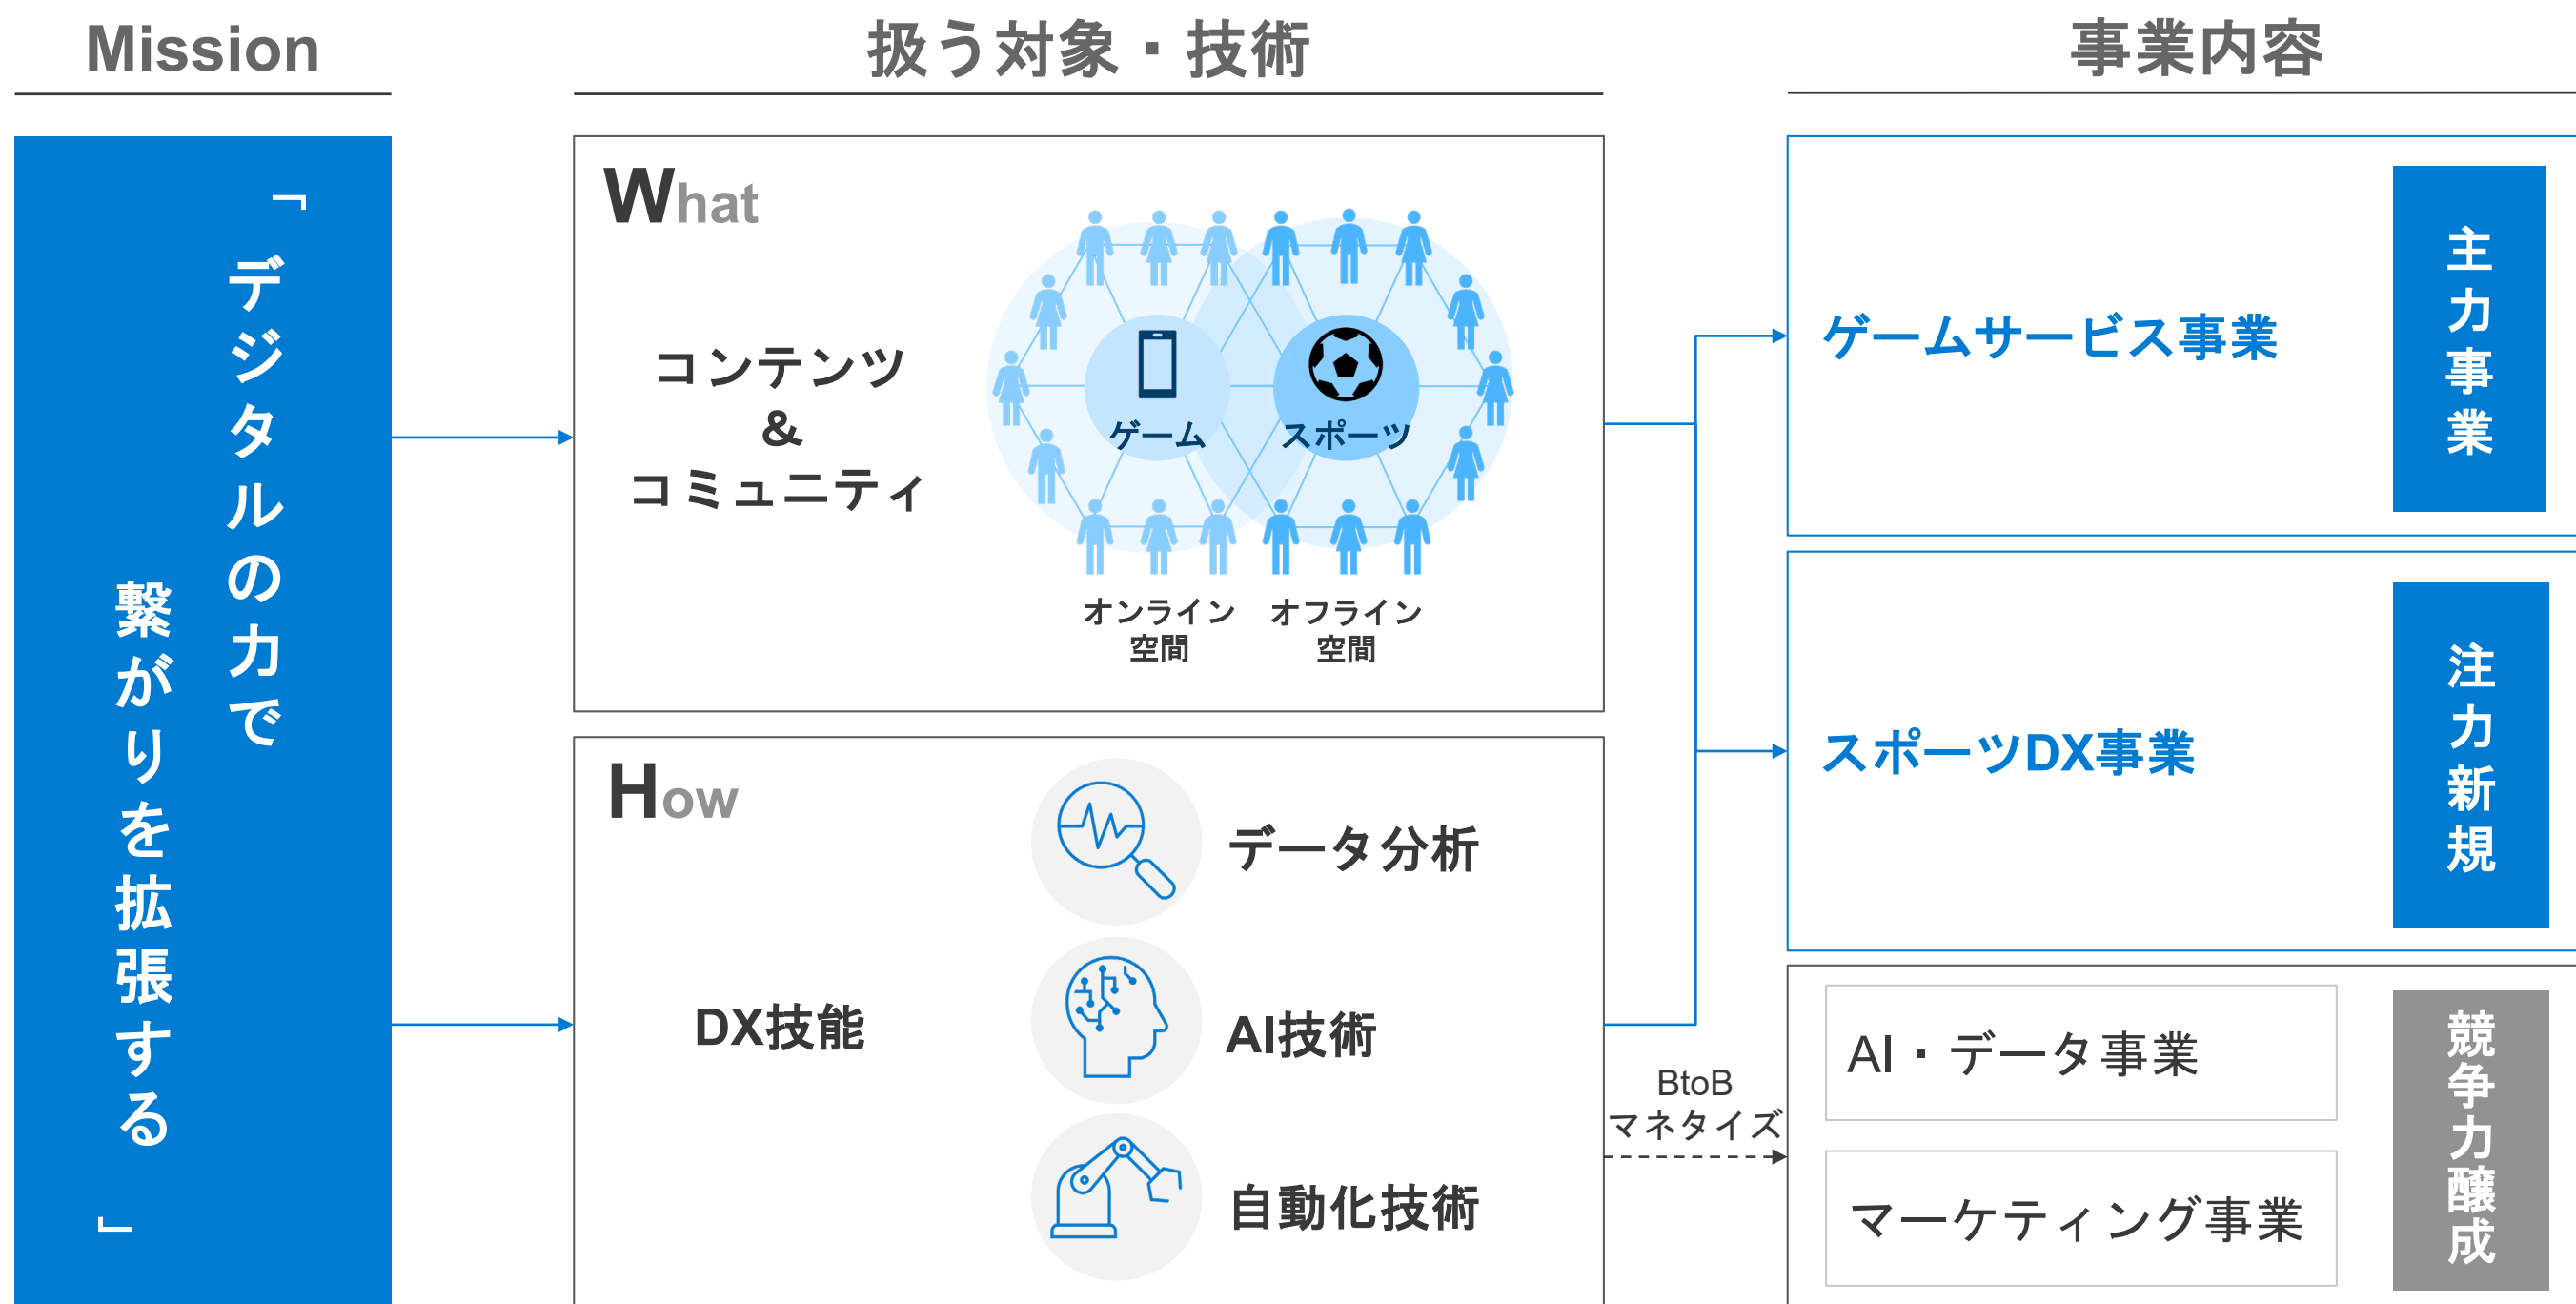 Mission
扱う対象・技術
事業内容
「デジタルの力で
繋がりを拡張する」
What
コンテンツ
&
コミュニティ
ゲーム
スポーツ
オンライン
空間
オフライン
空間
How
DX技能
データ分析
AI技術
自動化技術
BtoB
マネタイズ
ゲームサービス事業
主力事業
スポーツDX事業
注力新規
AI・データ事業
マーケティング事業
競争力醸成